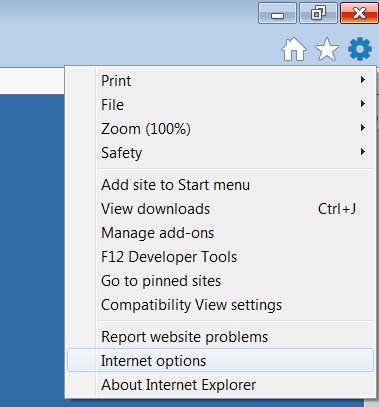 Print
File
Zoom (100%)
Safety
Add site to Start menu
View downloads Ctrl+J
Manage add-ons
F12 Developer Tools
Go to pinned sites
Compatibility View settings
Report website problems
Internet options
About Internet Explorer